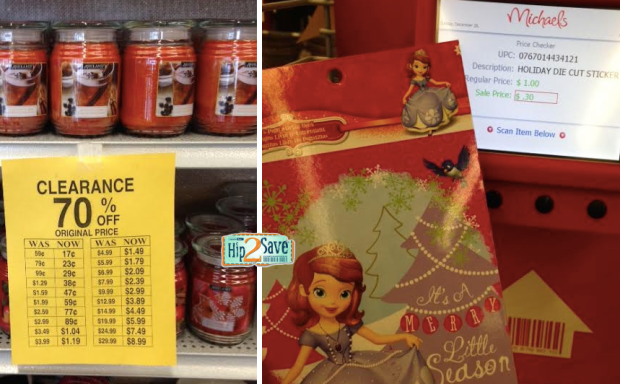 CLEARANCE
70 % OFF
ORIGINAL PRICE
WAS NOW WAS NOW
59¢ 17¢ $4.99 $1.49
79¢ 23¢ $5.99 $1.79
99¢ 29¢ $6.99 $2.09
$1.29 38¢ $7.99 $2.39
$1.59 47¢ $9.99 $2.99
$1.99 59¢ $12.99 $3.89
$2.59 77¢ $14.99 $4.49
$2.99 89¢ $19.99 $5.99
$3.49 $1.04 $24.99 $7.49
$3.99 $1.19 $29.99 $8.99
Hip2Save
Michaels
Price Checker
UPC: 0767014434121
Description: HOLIDAY DIE CUT STICKER
Regular Price: $ 1.00
Sale Price: $ .30
Scan Item Below
It's A
MERRY
Little
Season